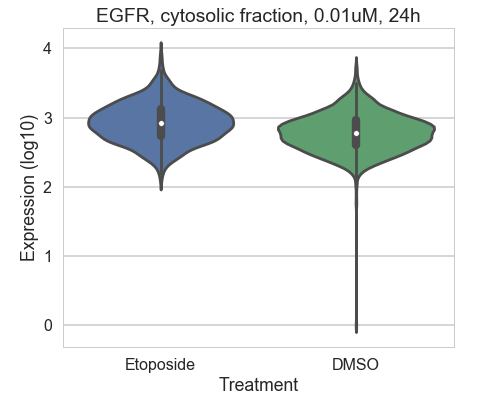 EGFR, cytosolic fraction, 0.01uM, 24h
Expression (log10)
4
3
2
1
0
Etoposide DMSO
Treatment